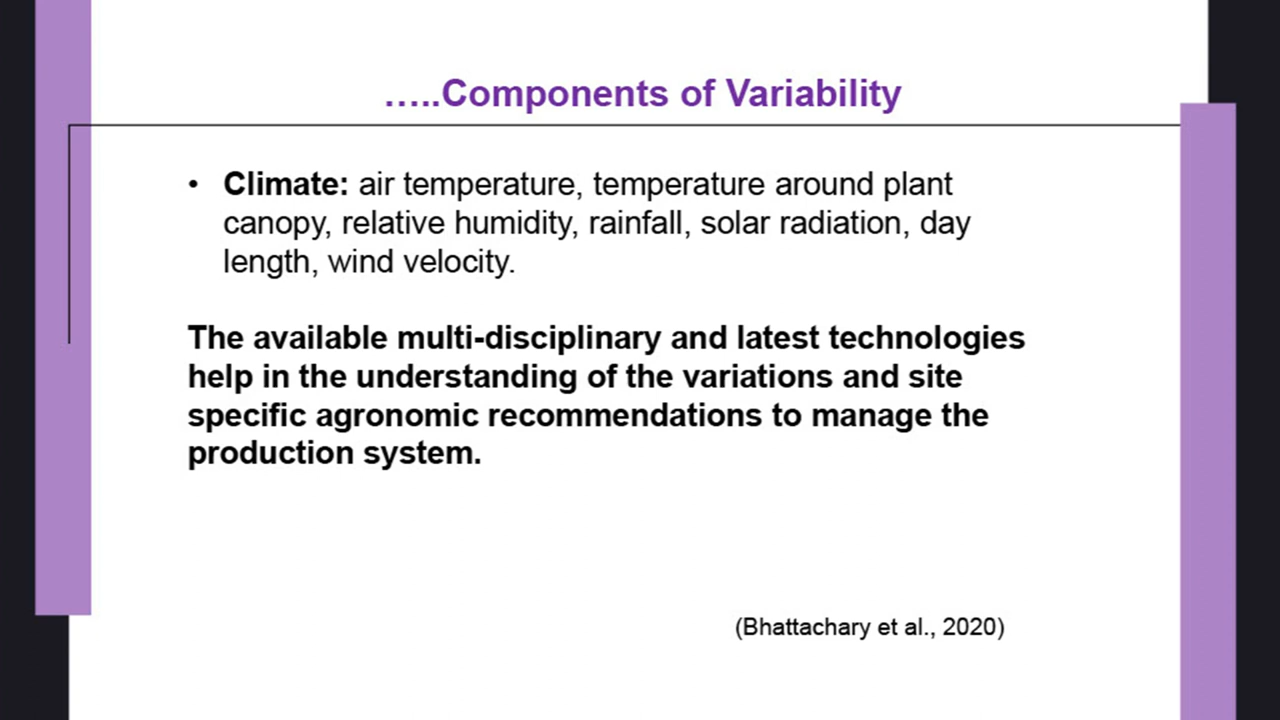 …..Components of Variability
• Climate: air temperature, temperature around plant
canopy, relative humidity, rainfall, solar radiation, day
length, wind velocity.
The available multi-disciplinary and latest technologies
help in the understanding of the variations and site
specific agronomic recommendations to manage the
production system.
(Bhattachary et al., 2020)